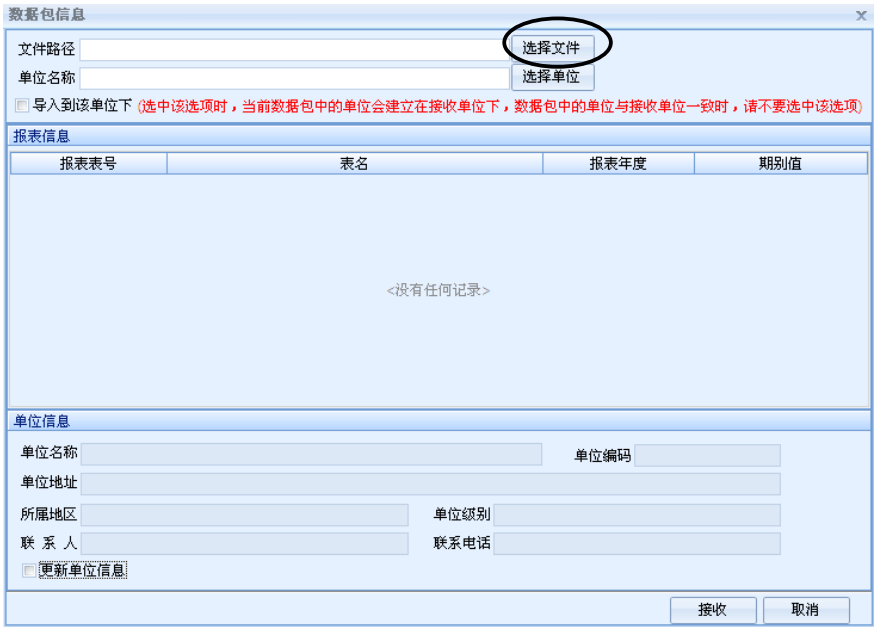 数据包信息 x
文件路径 选择文件
单位名称 选择单位
导入到该单位下 (选中该选项时，当前数据包中的单位会建立在接收单位下，数据包中的单位与接收单位一致时，请不要选中该选项)
报表信息
报表表号 表名 报表年度 期别值
<没有任何记录>
单位信息
单位名称 单位编码
单位地址
所属地区 单位级别
联 系 人 联系电话
更新单位信息
接收 取消